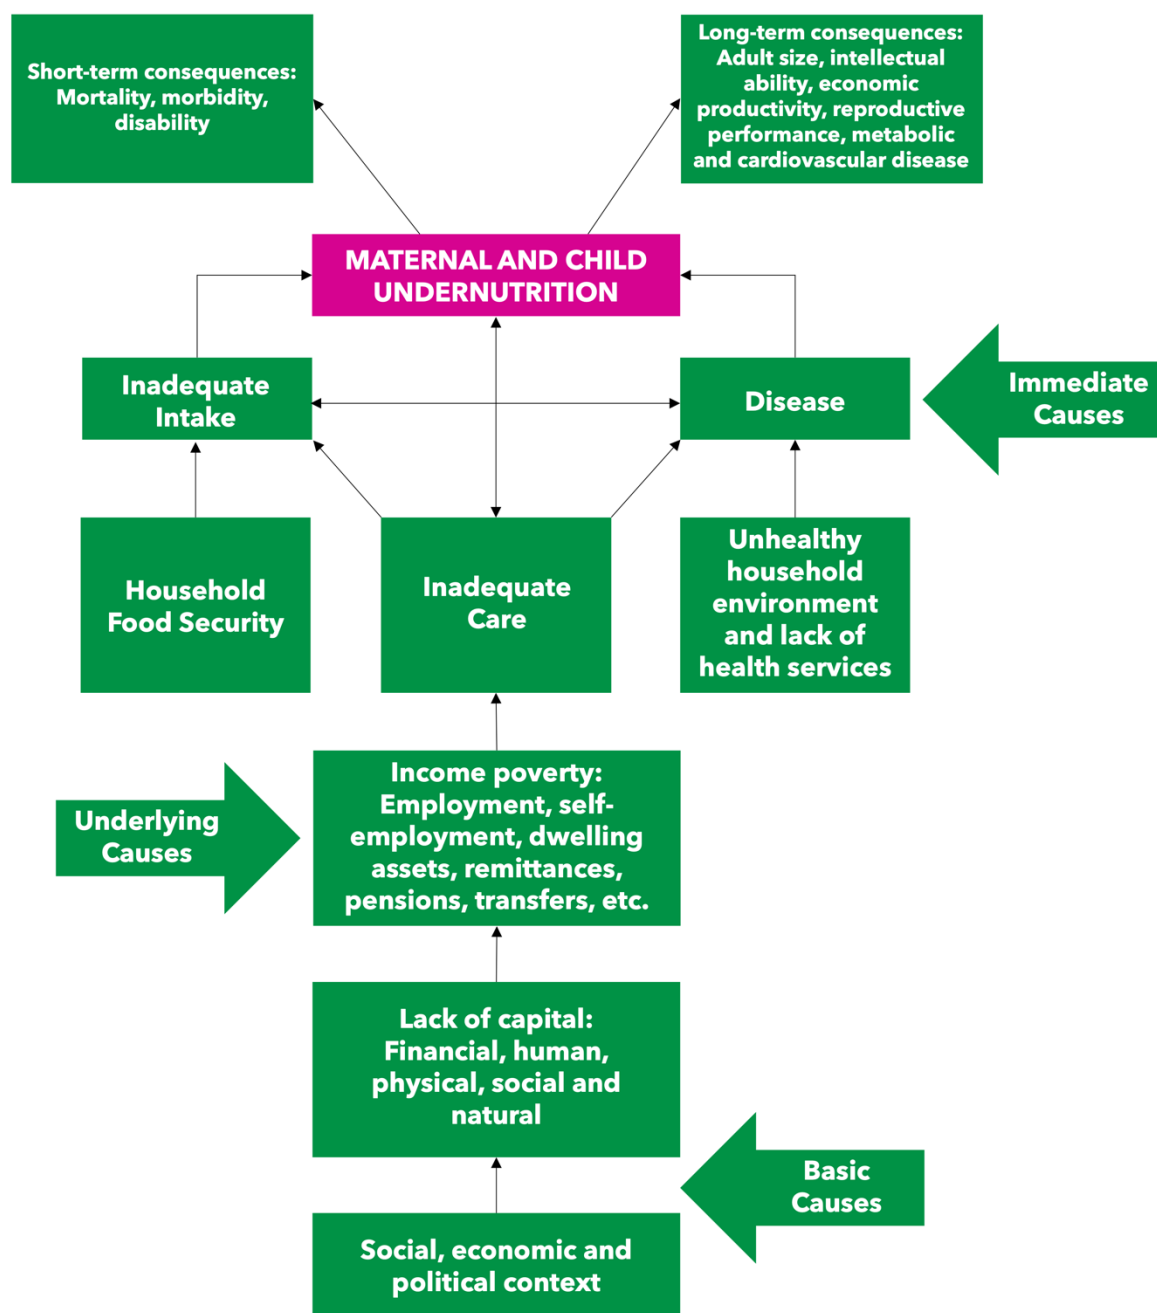 Short-term consequences:
Mortality, morbidity,
disability
Long-term consequences:
Adult size, intellectual
ability, economic
productivity, reproductive
performance, metabolic
and cardiovascular disease
MATERNAL AND CHILD
UNDERNUTRITION
Inadequate
Intake
Disease
Immediate
Causes
Household
Food Security
Inadequate
Care
Unhealthy
household
environment
and lack of
health services
Underlying
Causes
Income poverty:
Employment, self-
employment, dwelling
assets, remittances,
pensions, transfers, etc.
Lack of capital:
Financial, human,
physical, social and
natural
Basic
Causes
Social, economic and
political context